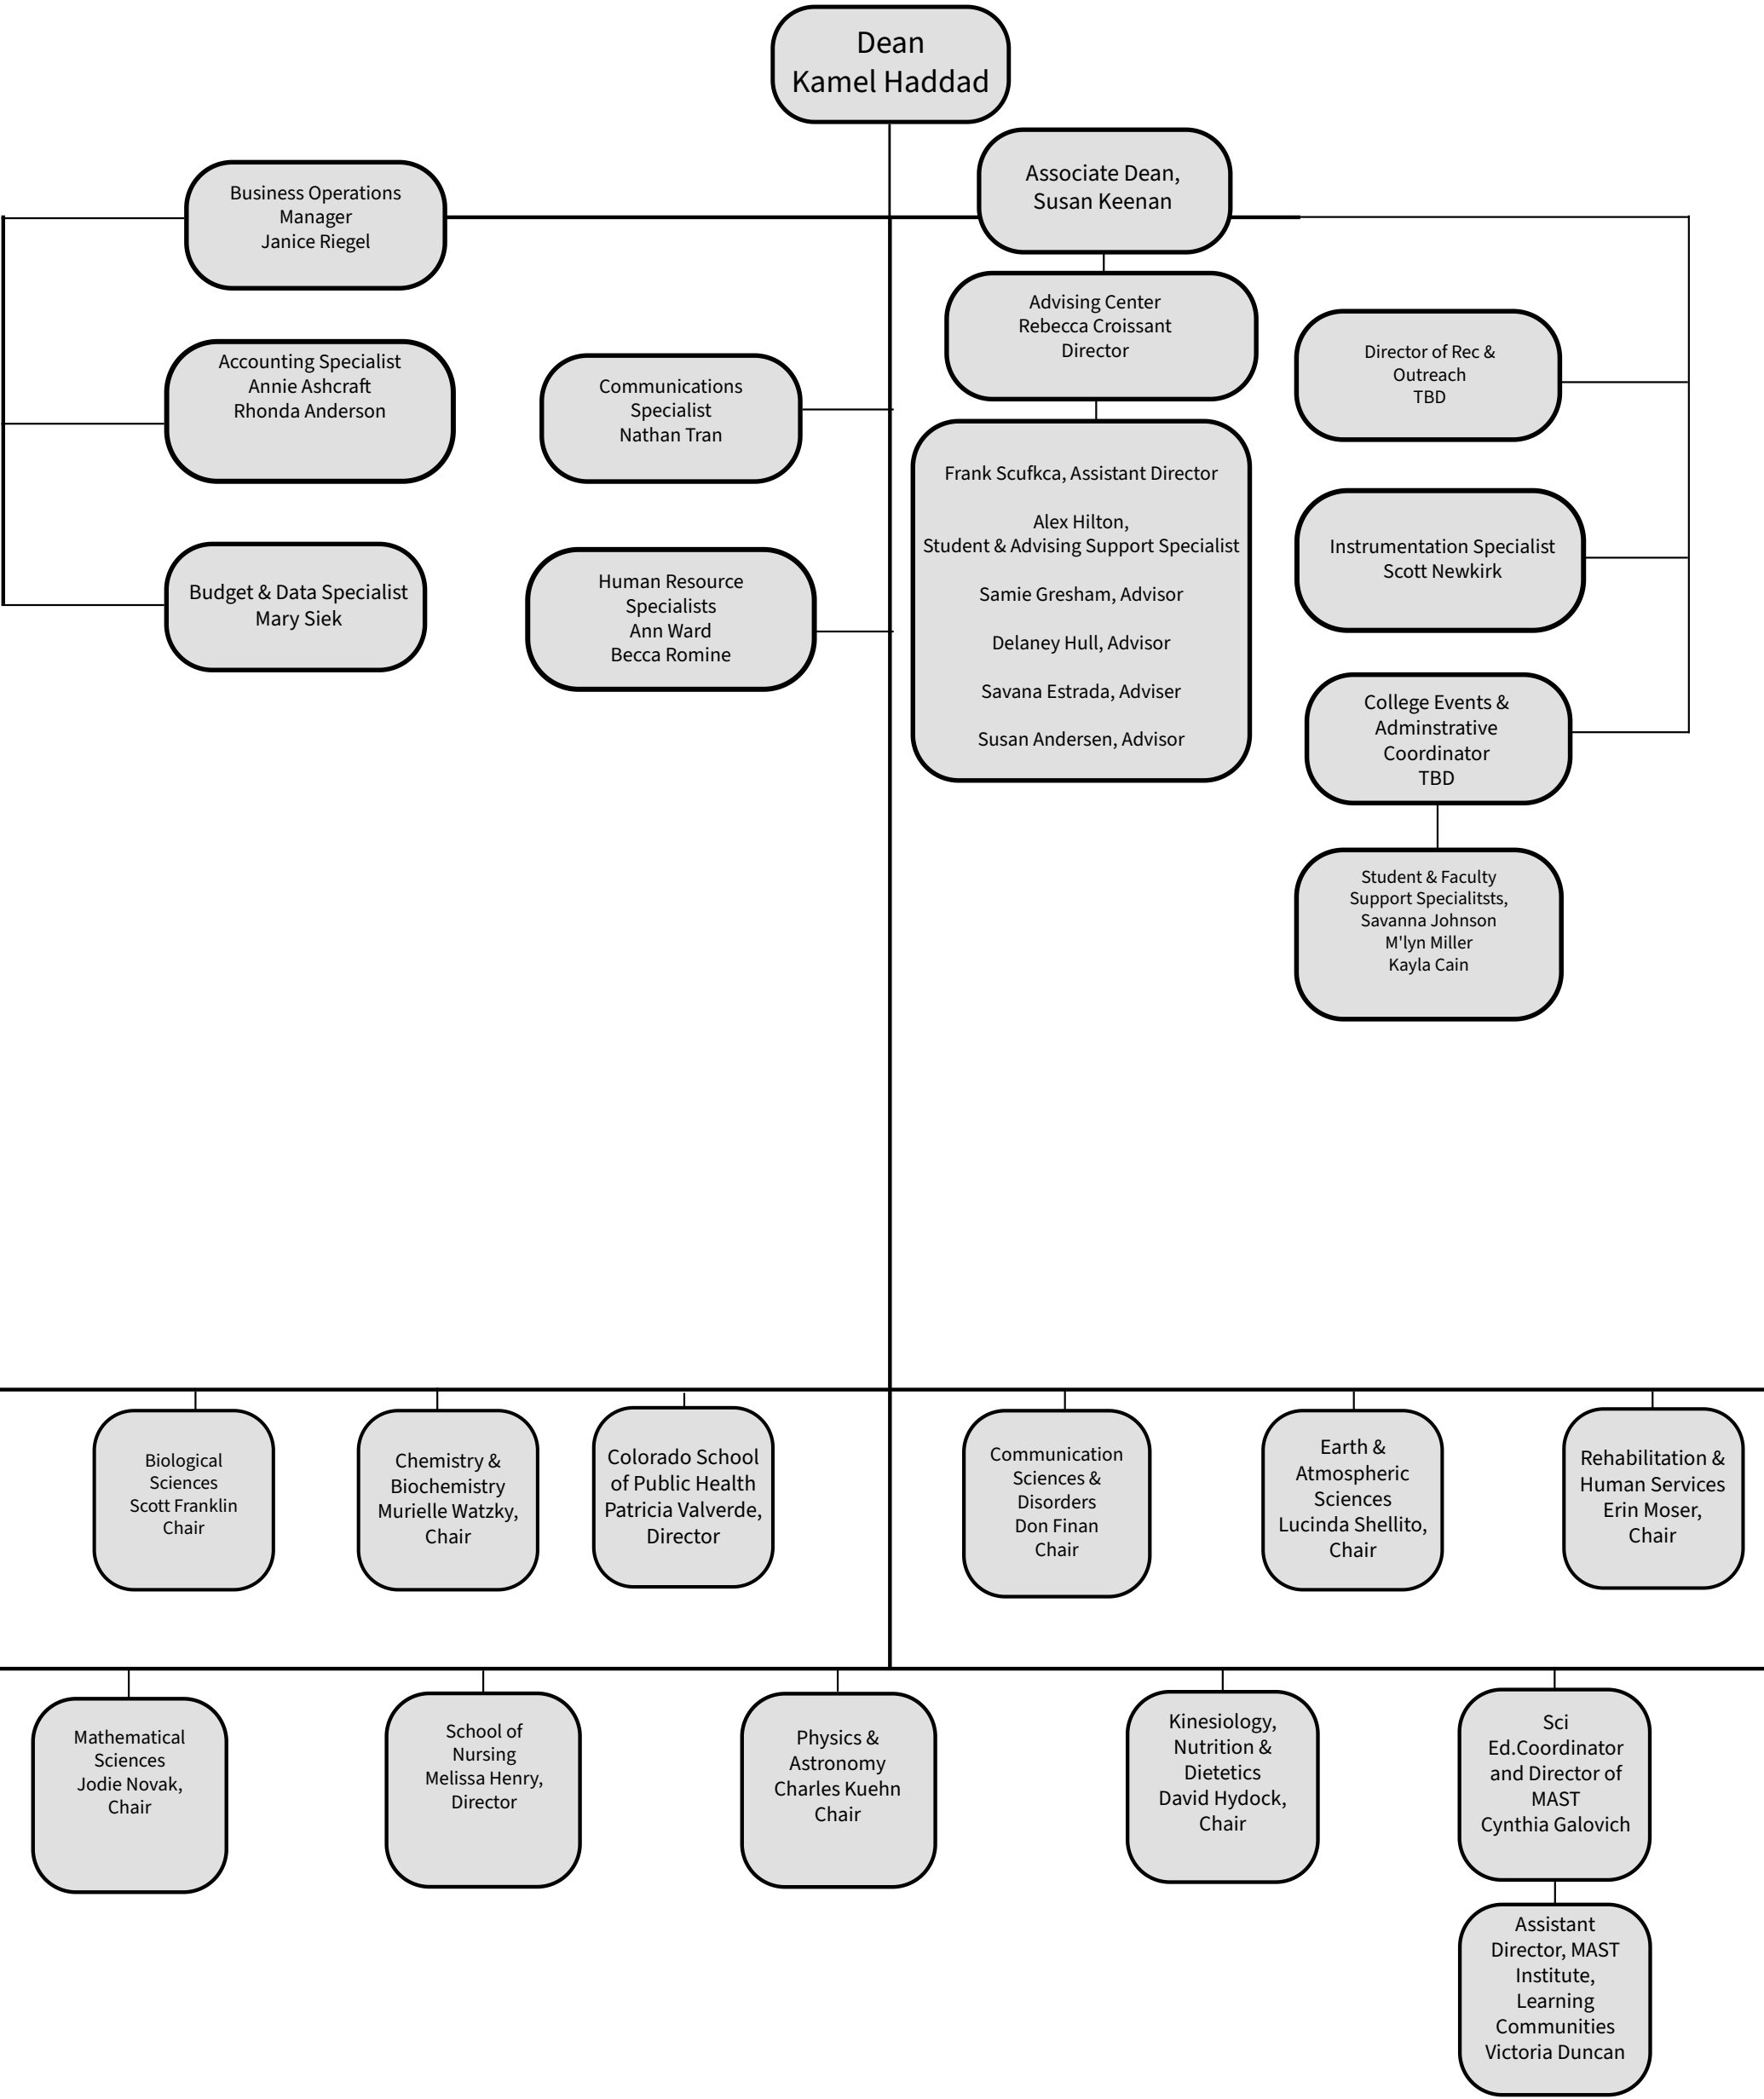 Dean
Kamel Haddad
Associate Dean,
Susan Keenan
Business Operations
Manager
Janice Riegel
Advising Center
Rebecca Croissant
Director
Director of Rec &
Outreach
TBD
Accounting Specialist
Annie Ashcraft
Rhonda Anderson
Communications
Specialist
Nathan Tran
Frank Scufkca, Assistant Director
Alex Hilton,
Student & Advising Support Specialist
Samie Gresham, Advisor
Delaney Hull, Advisor
Savana Estrada, Adviser
Susan Andersen, Advisor
Instrumentation Specialist
Scott Newkirk
Budget & Data Specialist
Mary Siek
Human Resource
Specialists
Ann Ward
Becca Romine
College Events &
Adminstrative
Coordinator
TBD
Student & Faculty
Support Specialitsts,
Savanna Johnson
M'lyn Miller
Kayla Cain
Biological
Sciences
Scott Franklin
Chair
Chemistry &
Biochemistry
Murielle Watzky,
Chair
Colorado School
of Public Health
Patricia Valverde,
Director
Communication
Sciences &
Disorders
Don Finan
Chair
Earth &
Atmospheric
Sciences
Lucinda Shellito,
Chair
Rehabilitation &
Human Services
Erin Moser,
Chair
Mathematical
Sciences
Jodie Novak,
Chair
School of
Nursing
Melissa Henry,
Director
Physics &
Astronomy
Charles Kuehn
Chair
Kinesiology,
Nutrition &
Dietetics
David Hydock,
Chair
Sci
Ed.Coordinator
and Director of
MAST
Cynthia Galovich
Assistant
Director, MAST
Institute,
Learning
Communities
Victoria Duncan